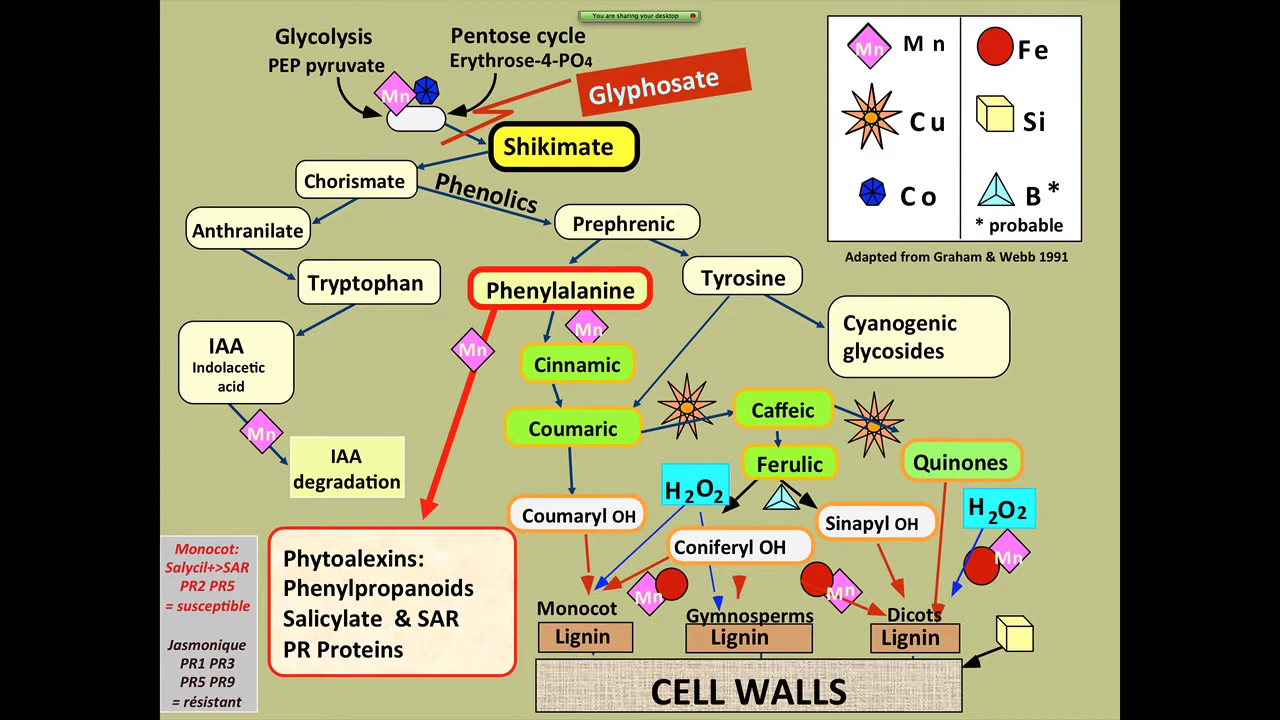 You are sharing your desktop
Glycolysis
PEP pyruvate
Pentose cycle
Erythrose-4-PO4
Glyphosate
Mn
Shikimate
Chorismate
Phenolics
Anthranilate
Prephrenic
Tryptophan
Phenylalanine
Tyrosine
IAA
Indolacetic
acid
Mn
Mn
Mn
IAA
degradation
Cinnamic
Coumaric
Caffeic
Ferulic
Quinones
Cyanogenic
glycosides
H2O2
H2O2
Coumaryl OH
Coniferyl OH
Sinapyl OH
Mn
Mn
Mn
Monocot
Lignin
Gymnosperms
Lignin
Dicots
Lignin
CELL WALLS
Phytoalexins:
Phenylpropanoids
Salicylate & SAR
PR Proteins
Monocot:
Salycil+>SAR
PR2 PR5
= susceptible
Jasmonique
PR1 PR3
PR5 PR9
= résistant
Mn Mn
Fe
Cu
Si
Co
B *
* probable
Adapted from Graham & Webb 1991